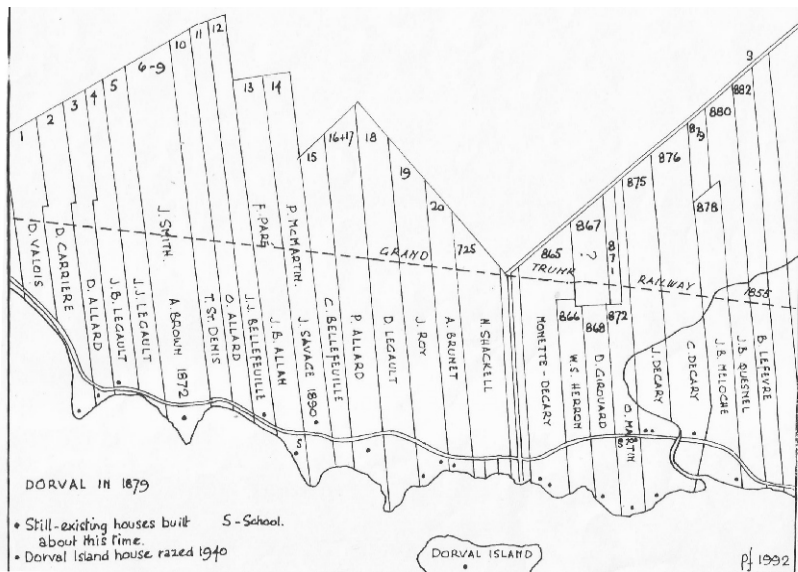 1
2
3
4
5
6-9
10
11
12
13
14
15
16+17
18
19
20
725
865
866
867
?
868
87-
872
875
876
878
879
880
882
9
GRAND TRUNK RAILWAY 1855
D. VALOIS
D. CARRIERE
D. ALLARD
J.B. LEGAULT
J.J. LEGAULT
J. SMITH.
A. BROWN 1872
T. ST. DENIS
O. ALLARD
J.J. BELLEFEUILLE
F. PARE
J.B. ALLAN
P. McMARTIN.
J. SAVAGE 1890
C. BELLEFEUILLE
P. ALLARD
D. LEGAULT
J. ROY
A. BRUNET
N. SHACKELL
MONETTE-DECARY
W.S. HERRON
D. GIROUARD
O. MARTIN
J. DECARY
C. DECARY
J.B. MELOCHE
J.B. QUESNEL
B. LEFEVRE
S
S
DORVAL IN 1879
• Still-existing houses built
about this time.
S - School.
• Dorval Island house razed 1940
DORVAL ISLAND
pf 1992